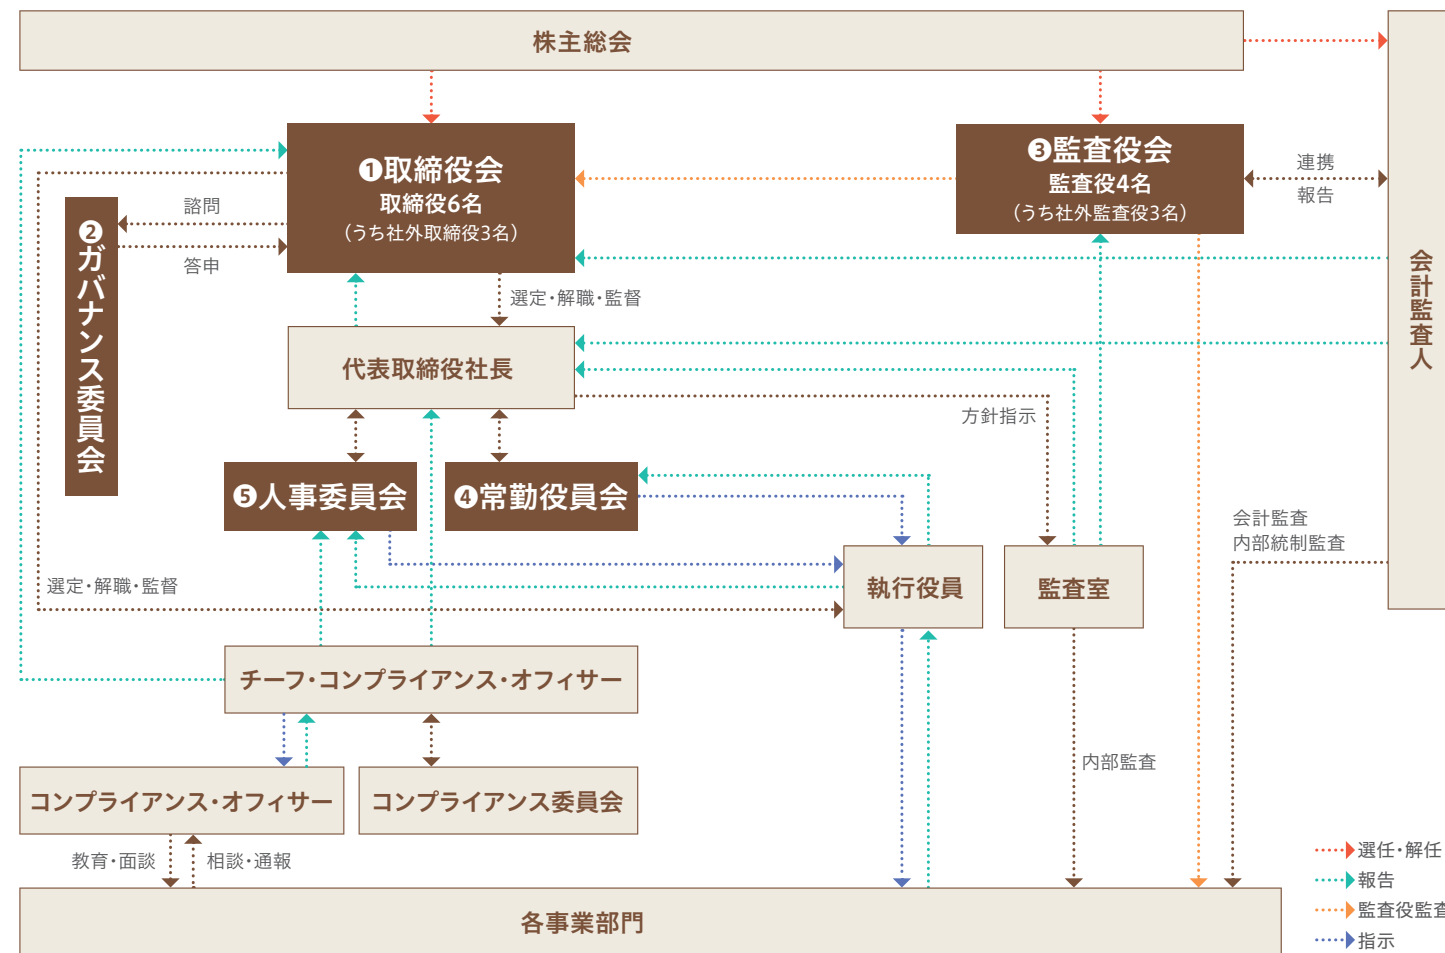 株主総会
❶取締役会
取締役6名
（うち社外取締役3名）
❸監査役会
監査役4名
（うち社外監査役3名）
連携
報告
諮問
答申
❷ガバナンス委員会
会計監査人
選定・解職・監督
代表取締役社長
方針指示
❺人事委員会
❹常勤役員会
会計監査
内部統制監査
選定・解職・監督
執行役員
監査室
チーフ・コンプライアンス・オフィサー
内部監査
コンプライアンス・オフィサー
コンプライアンス委員会
教育・面談
相談・通報
選任・解任
報告
監査役監査
指示
各事業部門